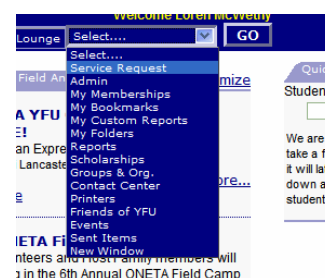 Welcome Loren McWethy
Lounge Select.... GO
Select....
Service Request
Admin
My Memberships
My Bookmarks
My Custom Reports
My Folders
Reports
Scholarships
Groups & Org.
Contact Center
Printers
Friends of YFU
Events
Sent Items
New Window
Field An
mize
Quic
Studen
A YFU
E!
an Expre
Lancaste
ore...
e
We are
take a f
it will la
down a
student
IETA Fi
nteers and Host Family members will
in the 6th Annual ONETA Field Camp